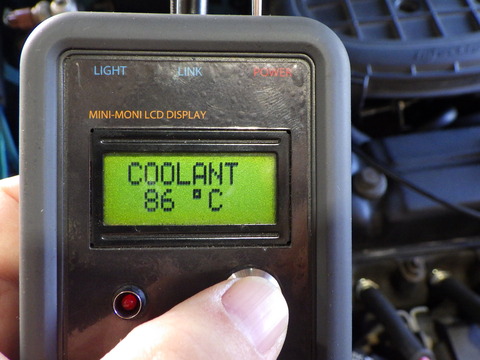 LIGHT LINK POWER
MINI-MONI LCD DISPLAY
COOLANT
86 °C